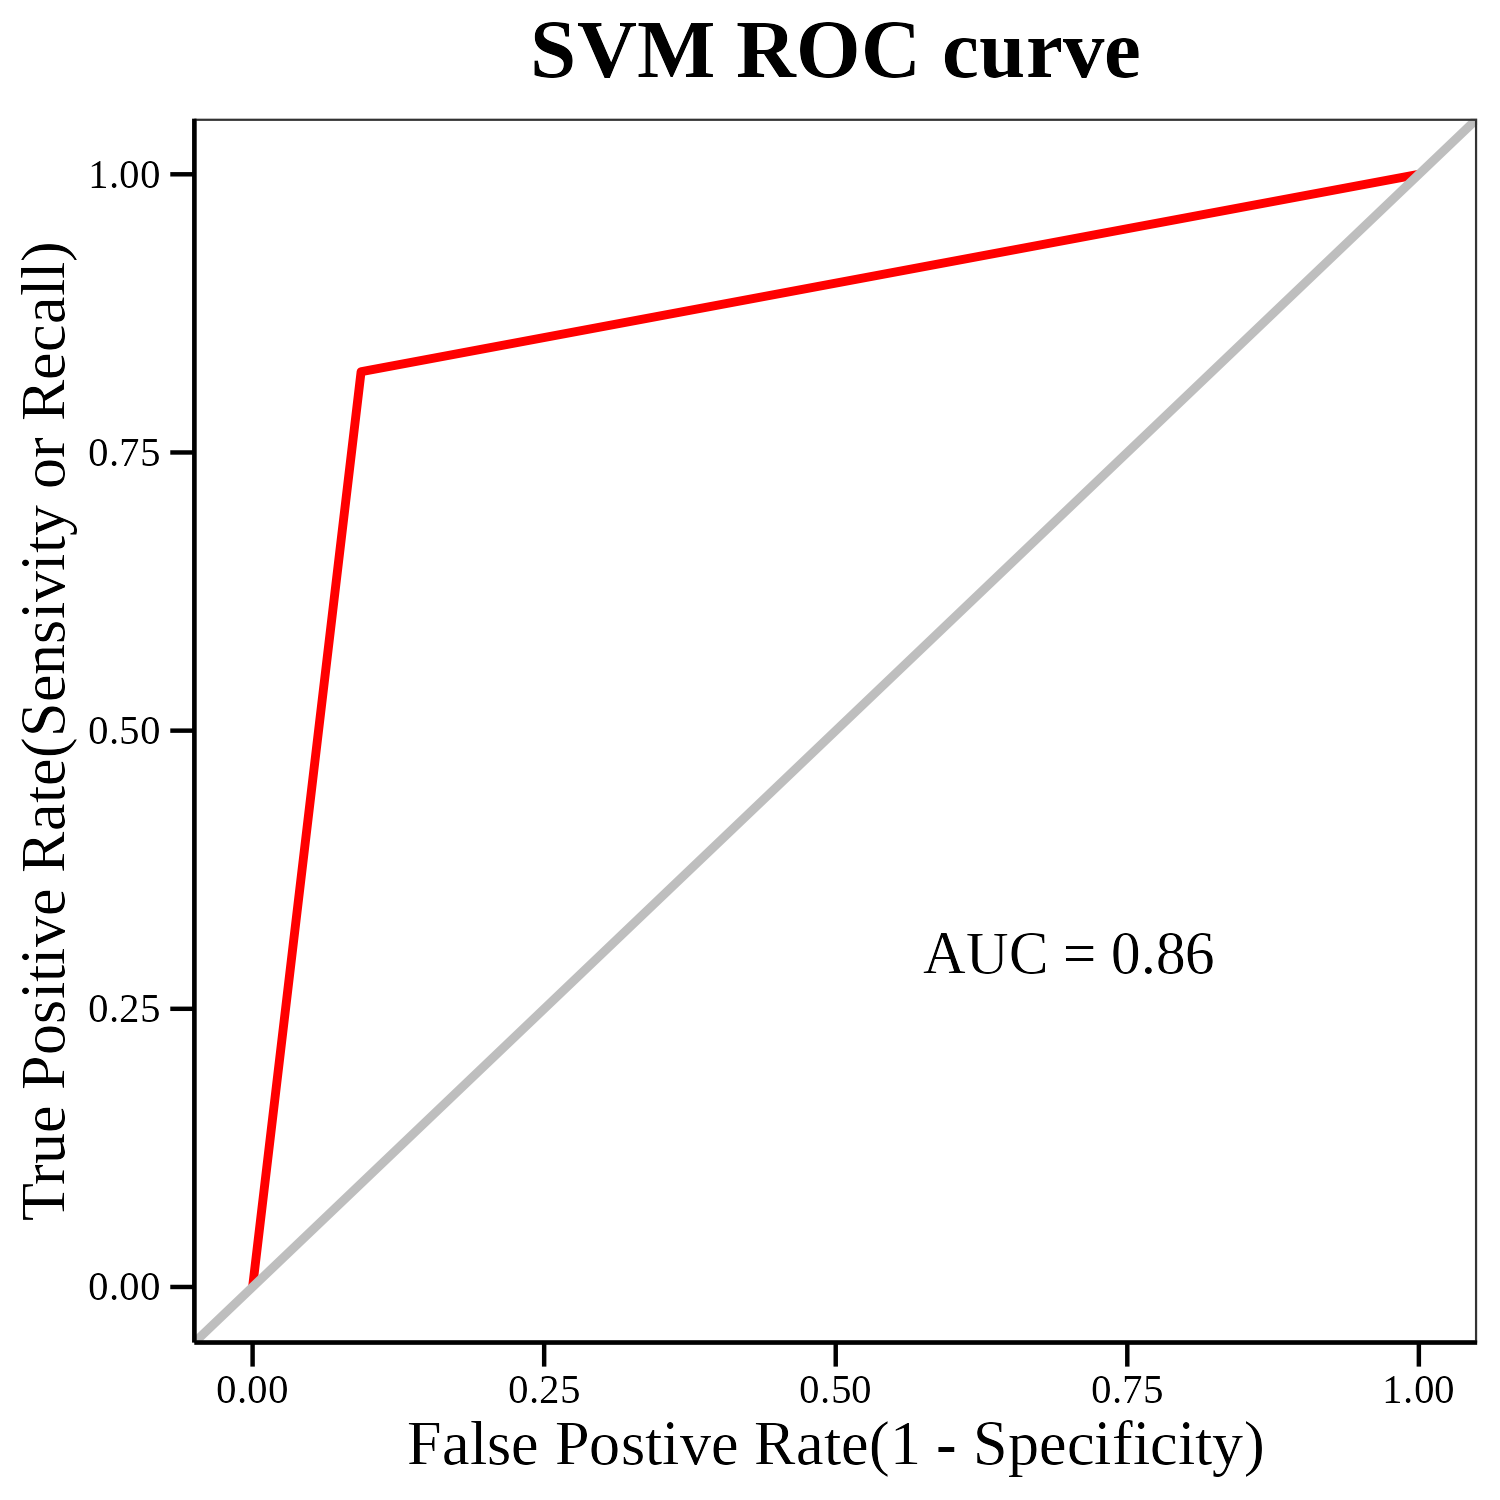 SVM ROC curve
True Positive Rate(Sensivity or Recall)
1.00
0.75
0.50
0.25
0.00
AUC = 0.86
0.00 0.25 0.50 0.75 1.00
False Postive Rate(1 - Specificity)